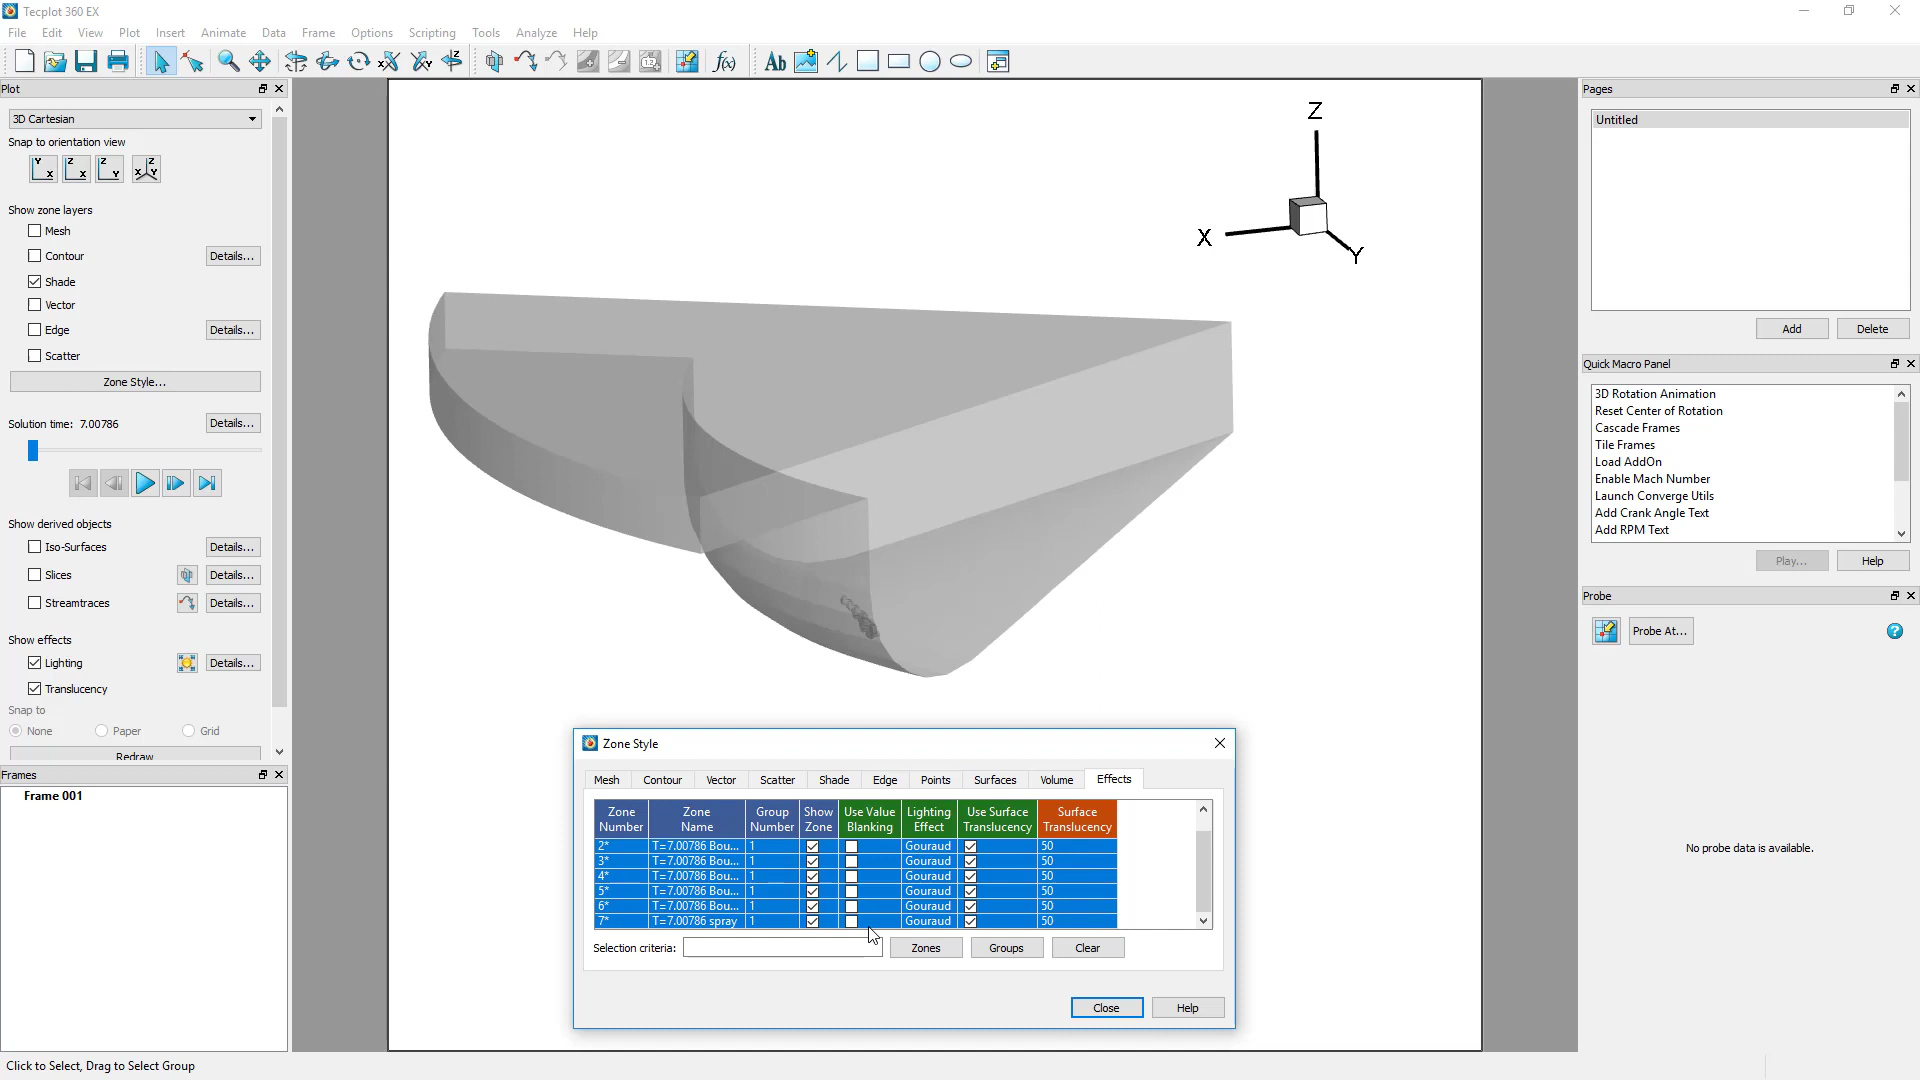 Tecplot 360 EX
File Edit View Plot Insert Animate Data Frame Options Scripting Tools Analyze Help
Ab f(x)
Plot
3D Cartesian
Snap to orientation view
Y X Z X Z Y X Z Y
Show zone layers
Mesh
Contour Details...
Shade
Vector
Edge Details...
Scatter
Zone Style...
Solution time: 7.00786 Details...
Show derived objects
Iso-Surfaces Details...
Slices Details...
Streamtraces Details...
Show effects
Lighting Details...
Translucency
Snap to
None Paper Grid
Redraw
Frames
Frame 001
Z
X
Y
Zone Style
Mesh Contour Vector Scatter Shade Edge Points Surfaces Volume Effects
Zone Number Zone Name Group Number Show Zone Use Value Blanking Lighting Effect Use Surface Translucency Surface Translucency
2* T=7.00786 Bou... 1 Gouraud 50
3* T=7.00786 Bou... 1 Gouraud 50
4* T=7.00786 Bou... 1 Gouraud 50
5* T=7.00786 Bou... 1 Gouraud 50
6* T=7.00786 Bou... 1 Gouraud 50
7* T=7.00786 spray 1 Gouraud 50
Selection criteria: Zones Groups Clear
Close Help
Pages
Untitled
Add Delete
Quick Macro Panel
3D Rotation Animation
Reset Center of Rotation
Cascade Frames
Tile Frames
Load AddOn
Enable Mach Number
Launch Converge Utils
Add Crank Angle Text
Add RPM Text
Play... Help
Probe
Probe At... ?
No probe data is available.
Click to Select, Drag to Select Group